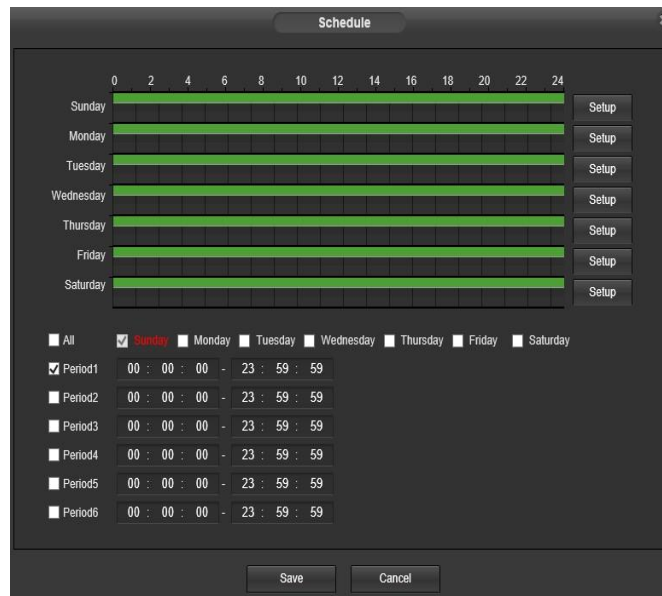 Schedule
0 2 4 6 8 10 12 14 16 18 20 22 24
Sunday Setup
Monday Setup
Tuesday Setup
Wednesday Setup
Thursday Setup
Friday Setup
Saturday Setup
All Sunday Monday Tuesday Wednesday Thursday Friday Saturday
Period1 00 : 00 : 00 - 23 : 59 : 59
Period2 00 : 00 : 00 - 23 : 59 : 59
Period3 00 : 00 : 00 - 23 : 59 : 59
Period4 00 : 00 : 00 - 23 : 59 : 59
Period5 00 : 00 : 00 - 23 : 59 : 59
Period6 00 : 00 : 00 - 23 : 59 : 59
Save Cancel